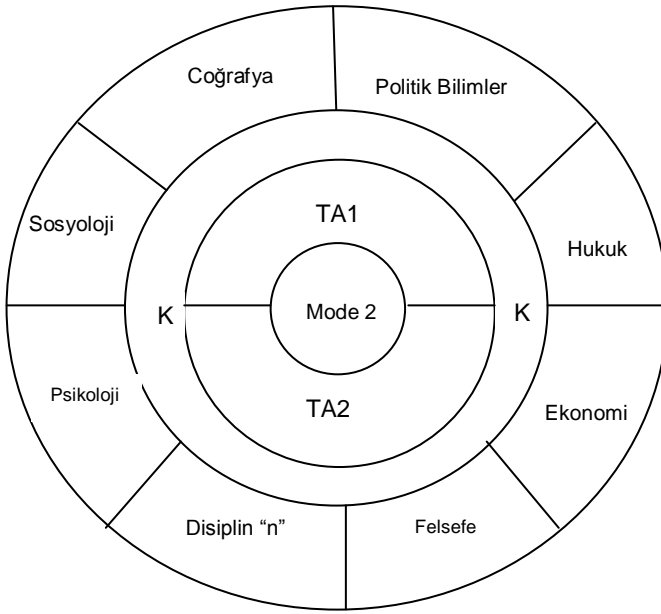 Coğrafya
Politik Bilimler
Sosyoloji
TA1
Hukuk
K
Mode 2
K
Psikoloji
TA2
Ekonomi
Disiplin “n”
Felsefe